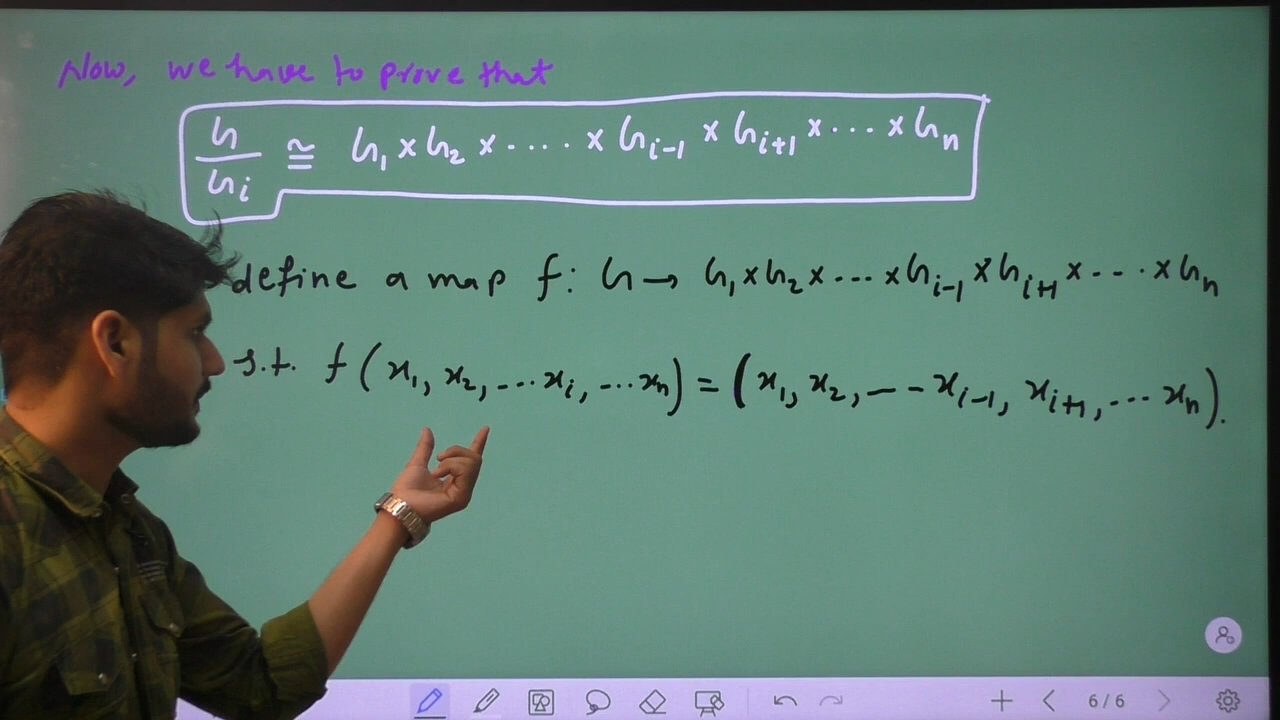 Now, we have to prove that
G/Gi ≅ G1 × G2 × .... × Gi-1 × Gi+1 × ... × Gn
define a map f: G → G1 × G2 × ... × Gi-1 × Gi+1 × ... × Gn
s.t. f(x1, x2, ... xi, ... xn) = (x1, x2, -- xi-1, xi+1, ... xn).
6/6